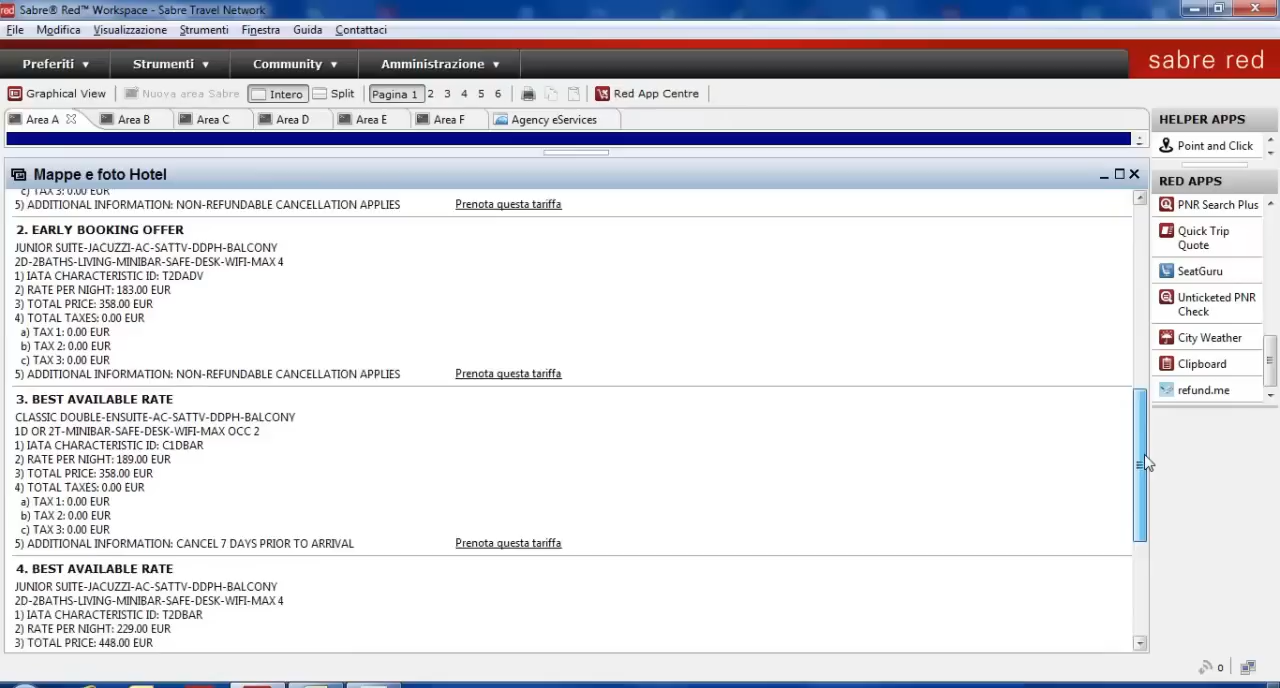 red Sabre® Red™ Workspace - Sabre Travel Network
File Modifica Visualizzazione Strumenti Finestra Guida Contattaci
Preferiti Strumenti Community Amministrazione sabre red
Graphical View Nuova area Sabre Intero Split Pagina 1 2 3 4 5 6 Red App Centre
Area A Area B Area C Area D Area E Area F Agency eServices
HELPER APPS
Point and Click
RED APPS
PNR Search Plus
Quick Trip
Quote
SeatGuru
Unticketed PNR
Check
City Weather
Clipboard
refund.me
Mappe e foto Hotel
c) TAX 3: 0.00 EUR
5) ADDITIONAL INFORMATION: NON-REFUNDABLE CANCELLATION APPLIES Prenota questa tariffa
2. EARLY BOOKING OFFER
JUNIOR SUITE-JACUZZI-AC-SATTV-DDPH-BALCONY
2D-2BATHS-LIVING-MINIBAR-SAFE-DESK-WIFI-MAX 4
1) IATA CHARACTERISTIC ID: T2DADV
2) RATE PER NIGHT: 183.00 EUR
3) TOTAL PRICE: 358.00 EUR
4) TOTAL TAXES: 0.00 EUR
a) TAX 1: 0.00 EUR
b) TAX 2: 0.00 EUR
c) TAX 3: 0.00 EUR
5) ADDITIONAL INFORMATION: NON-REFUNDABLE CANCELLATION APPLIES Prenota questa tariffa
3. BEST AVAILABLE RATE
CLASSIC DOUBLE-ENSUITE-AC-SATTV-DDPH-BALCONY
1D OR 2T-MINIBAR-SAFE-DESK-WIFI-MAX OCC 2
1) IATA CHARACTERISTIC ID: C1DBAR
2) RATE PER NIGHT: 189.00 EUR
3) TOTAL PRICE: 358.00 EUR
4) TOTAL TAXES: 0.00 EUR
a) TAX 1: 0.00 EUR
b) TAX 2: 0.00 EUR
c) TAX 3: 0.00 EUR
5) ADDITIONAL INFORMATION: CANCEL 7 DAYS PRIOR TO ARRIVAL Prenota questa tariffa
4. BEST AVAILABLE RATE
JUNIOR SUITE-JACUZZI-AC-SATTV-DDPH-BALCONY
2D-2BATHS-LIVING-MINIBAR-SAFE-DESK-WIFI-MAX 4
1) IATA CHARACTERISTIC ID: T2DBAR
2) RATE PER NIGHT: 229.00 EUR
3) TOTAL PRICE: 448.00 EUR
0